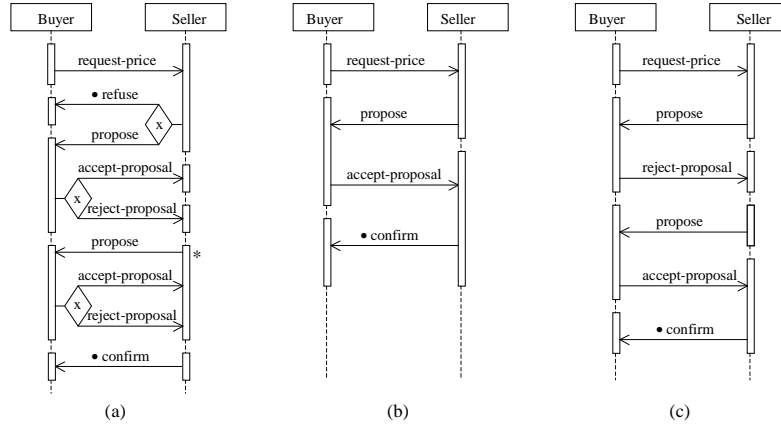 Buyer Seller
request-price
• refuse
x
propose
accept-proposal
x
reject-proposal
propose
*
accept-proposal
x
reject-proposal
• confirm
(a)
Buyer Seller
request-price
propose
accept-proposal
• confirm
(b)
Buyer Seller
request-price
propose
reject-proposal
propose
accept-proposal
• confirm
(c)